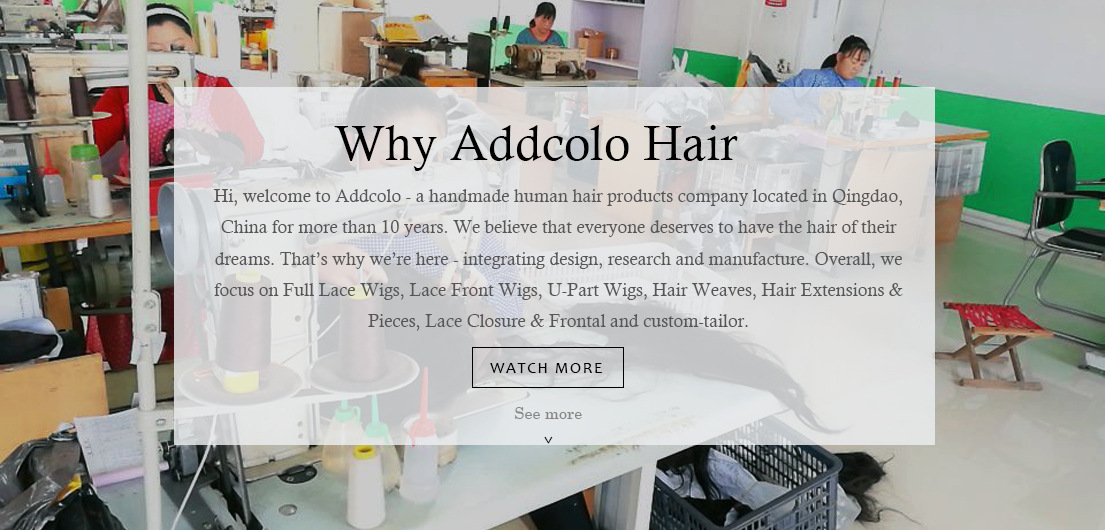 Why Addcolo Hair
Hi, welcome to Addcolo - a handmade human hair products company located in Qingdao,
China for more than 10 years. We believe that everyone deserves to have the hair of their
dreams. That’s why we’re here - integrating design, research and manufacture. Overall, we
focus on Full Lace Wigs, Lace Front Wigs, U-Part Wigs, Hair Weaves, Hair Extensions &
Pieces, Lace Closure & Frontal and custom-tailor.
WATCH MORE
See more